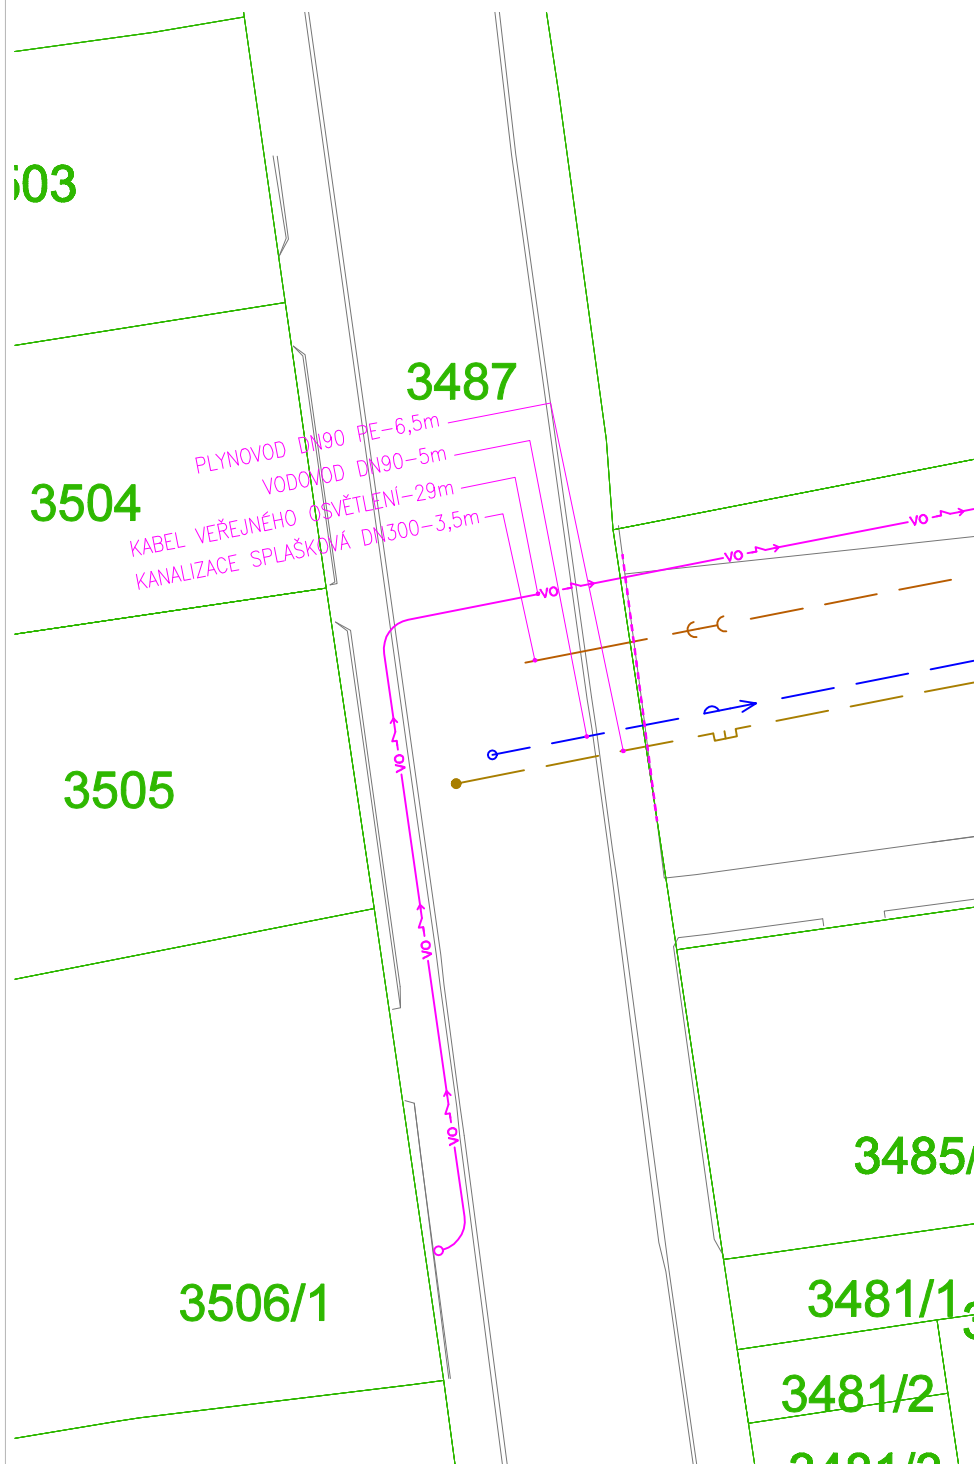 03
3487
PLYNOVOD DN90 PE-6,5m
VODOVOD DN90-5m
3504
KABEL VEŘEJNÉHO OSVĚTLENÍ-29m
KANALIZACE SPLAŠKOVÁ DN300-3,5m
VO
VO
VO
VO
3505
VO
VO
3485/
3506/1
3481/1
3481/2